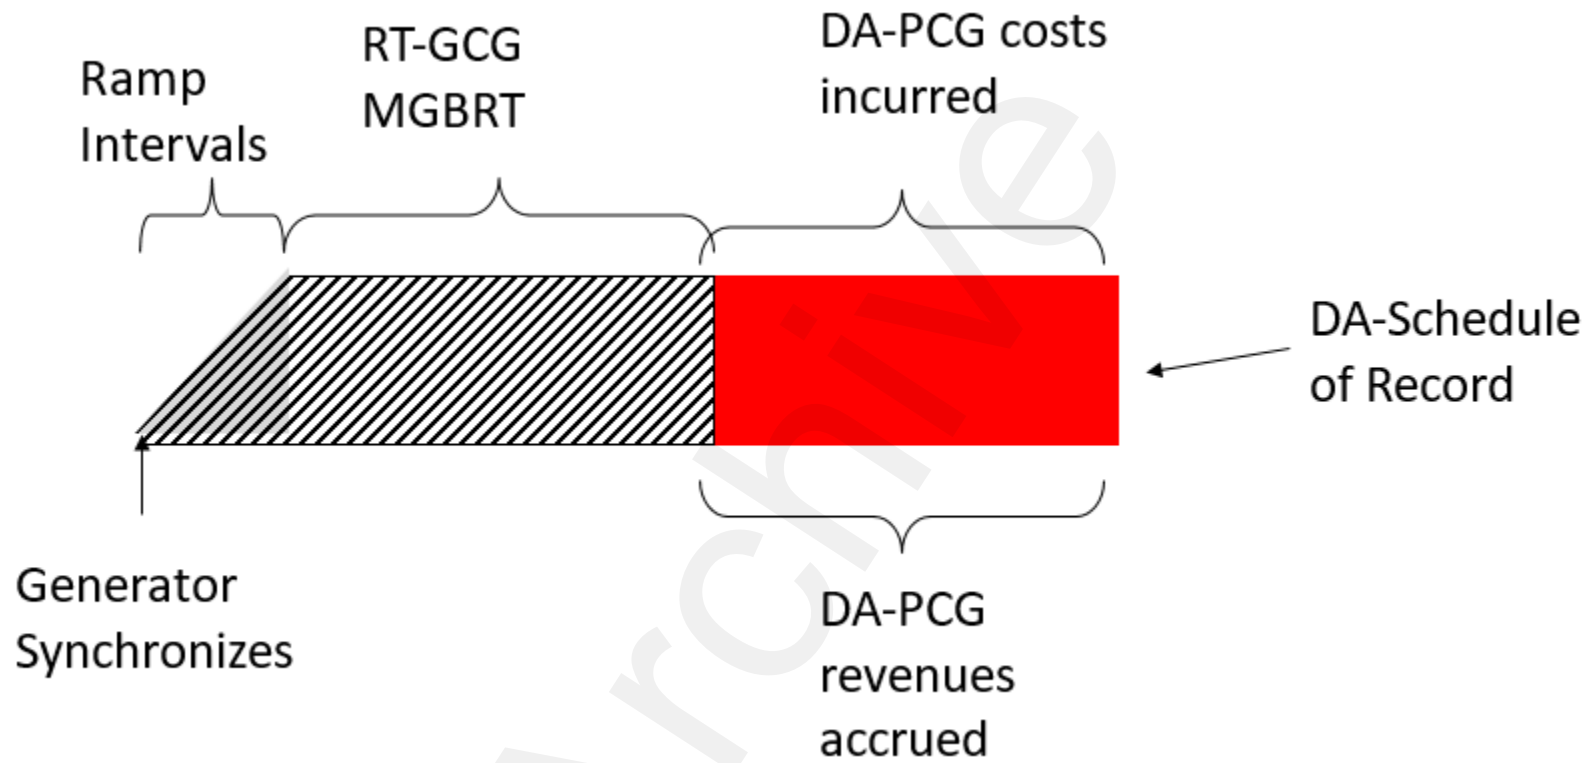 Ramp
Intervals
RT-GCG
MGBRT
DA-PCG costs
incurred
DA-Schedule
of Record
Generator
Synchronizes
DA-PCG
revenues
accrued
Archive